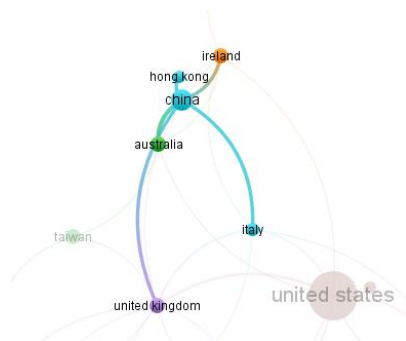 ireland
hong kong
china
australia
italy
taiwan
united states
united kingdom